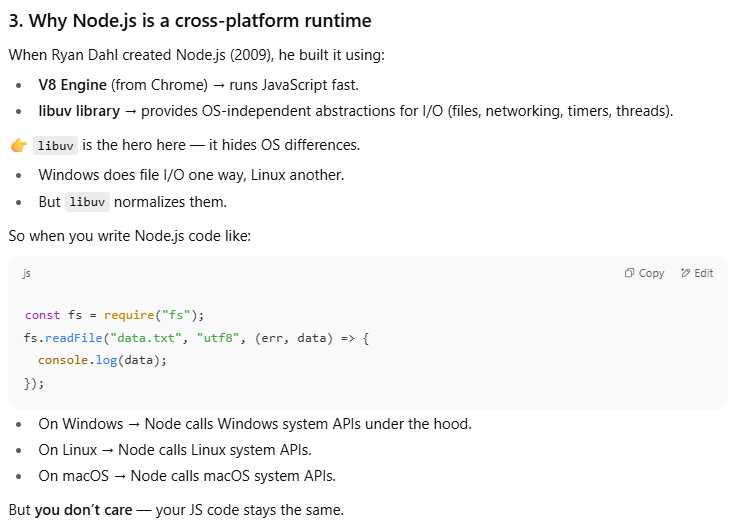 3. Why Node.js is a cross-platform runtime
When Ryan Dahl created Node.js (2009), he built it using:
• V8 Engine (from Chrome) → runs JavaScript fast.
• libuv library → provides OS-independent abstractions for I/O (files, networking, timers, threads).
👉 libuv is the hero here — it hides OS differences.
• Windows does file I/O one way, Linux another.
• But libuv normalizes them.
So when you write Node.js code like:
js Copy Edit
const fs = require("fs");
fs.readFile("data.txt", "utf8", (err, data) => {
  console.log(data);
});
• On Windows → Node calls Windows system APIs under the hood.
• On Linux → Node calls Linux system APIs.
• On macOS → Node calls macOS system APIs.
But you don’t care — your JS code stays the same.